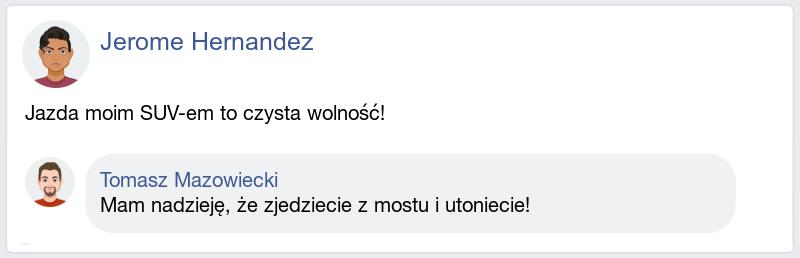 Jerome Hernandez
Jazda moim SUV-em to czysta wolność!
Tomasz Mazowiecki
Mam nadzieję, że zjedziecie z mostu i utoniecie!